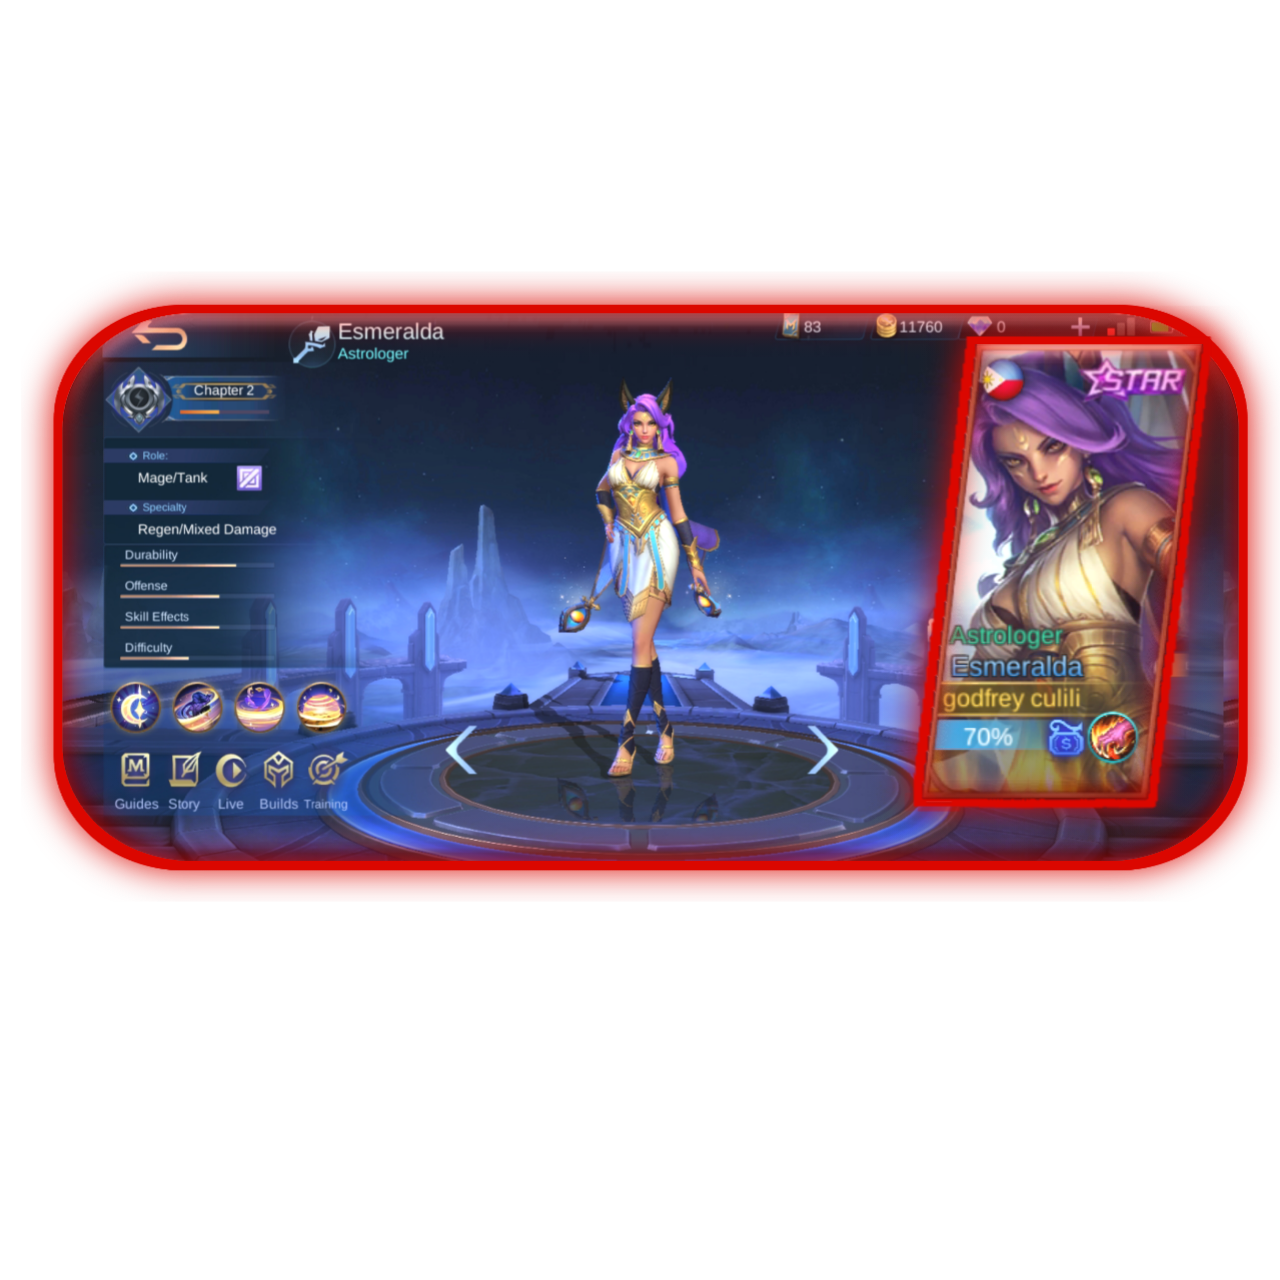 Esmeralda
Astrologer
83
11760
0
Chapter 2
Role:
Mage/Tank
Specialty
Regen/Mixed Damage
Durability
Offense
Skill Effects
Difficulty
Guides
Story
Live
Builds
Training
STAR
Astrologer
Esmeralda
godfrey culili
70%